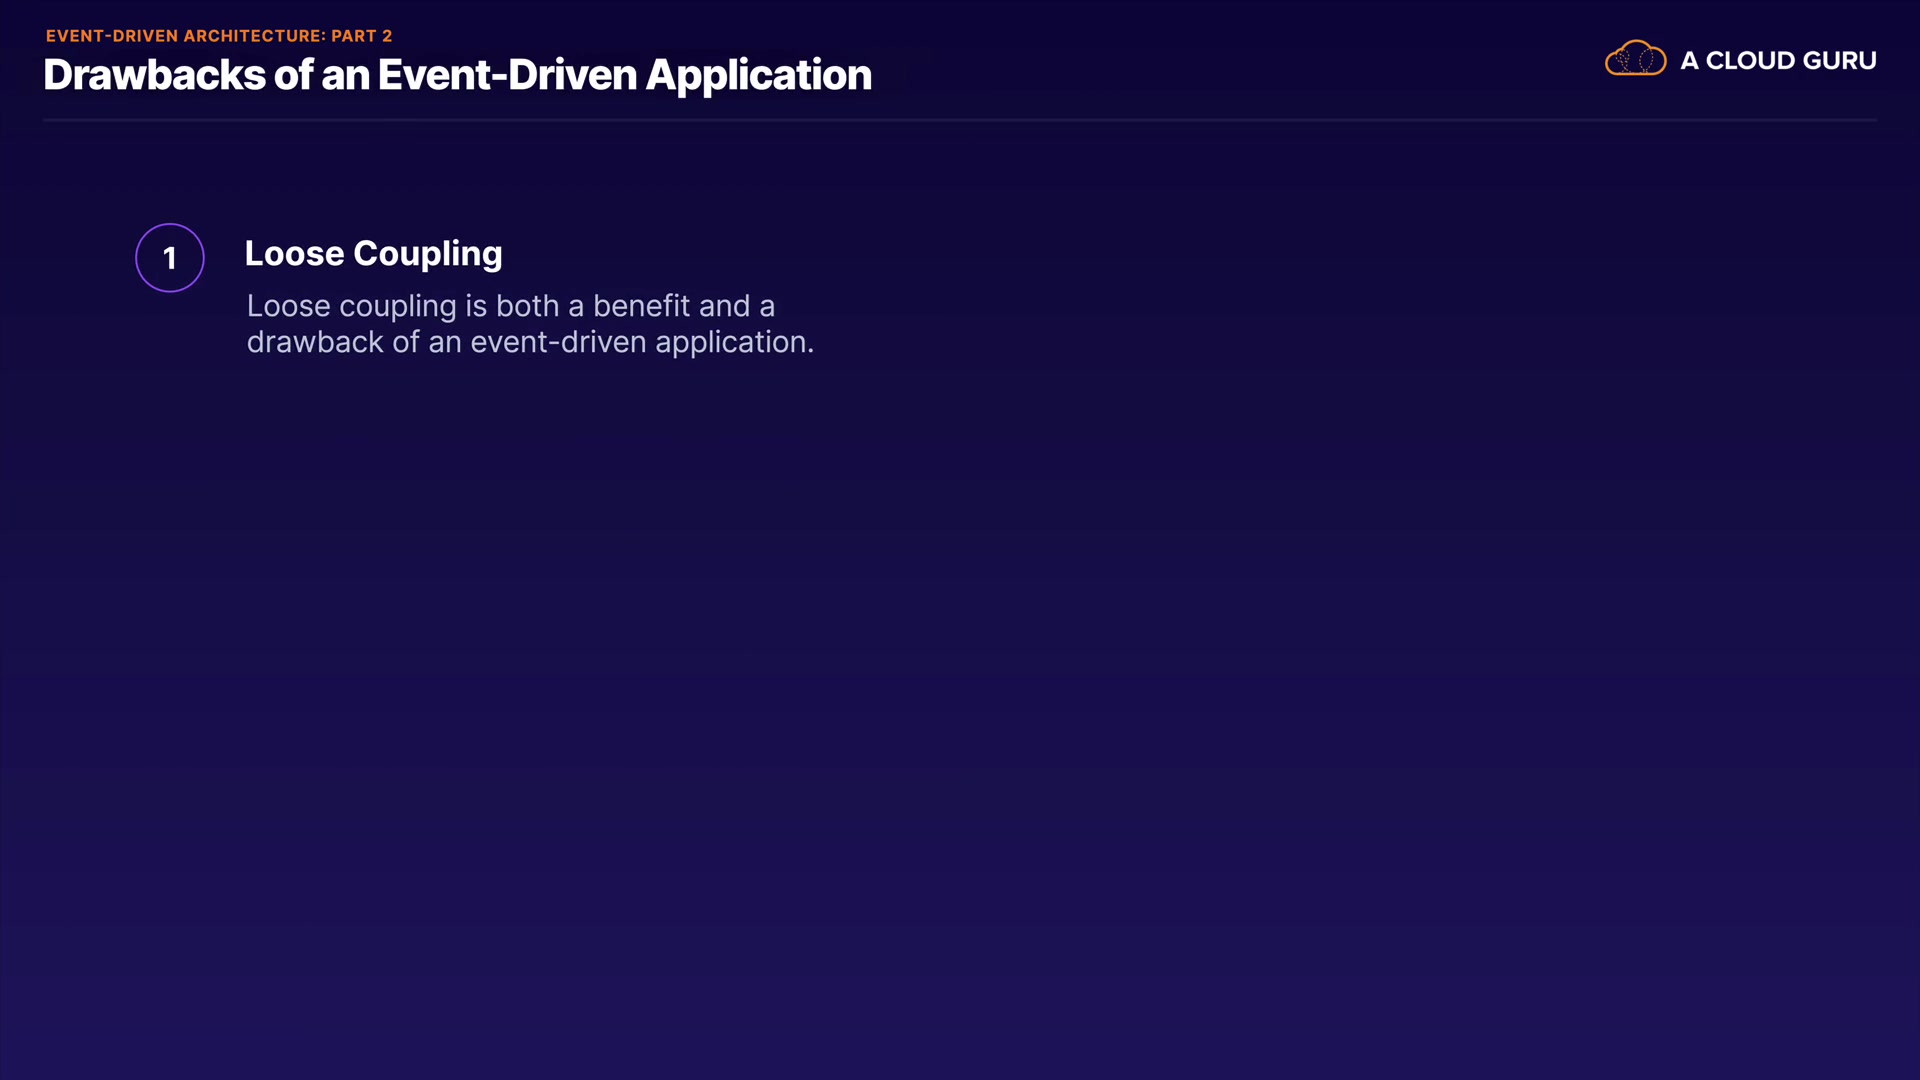 EVENT-DRIVEN ARCHITECTURE: PART 2
Drawbacks of an Event-Driven Application
A CLOUD GURU
1
Loose Coupling
Loose coupling is both a benefit and a
drawback of an event-driven application.